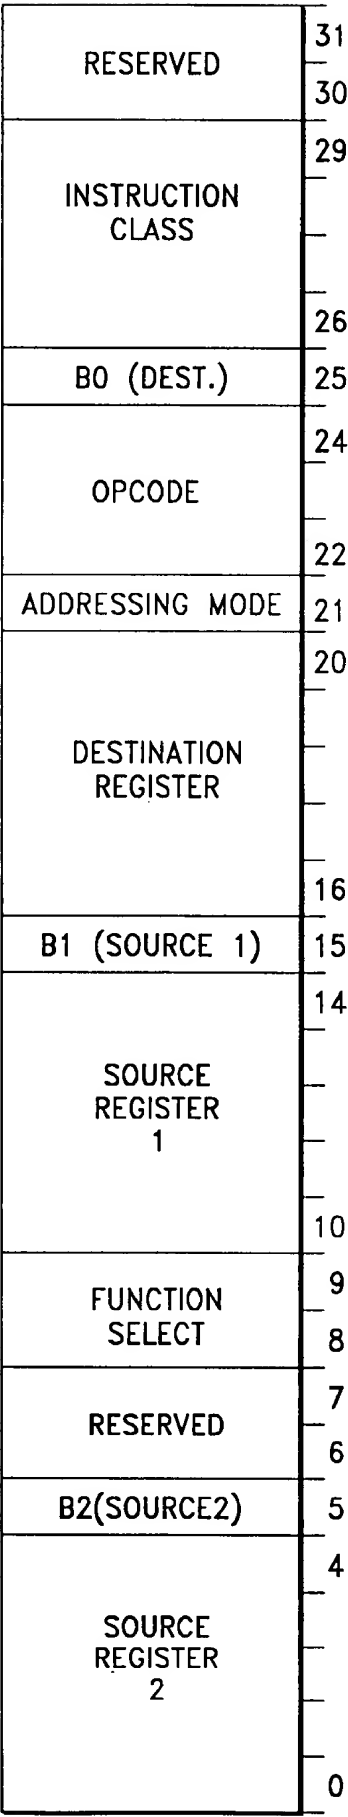 RESERVED
31
30
INSTRUCTION
CLASS
29
26
B0 (DEST.)
25
OPCODE
24
22
ADDRESSING MODE
21
DESTINATION
REGISTER
20
16
B1 (SOURCE 1)
15
SOURCE
REGISTER
1
14
10
FUNCTION
SELECT
9
8
RESERVED
7
6
B2(SOURCE2)
5
SOURCE
REGISTER
2
4
0